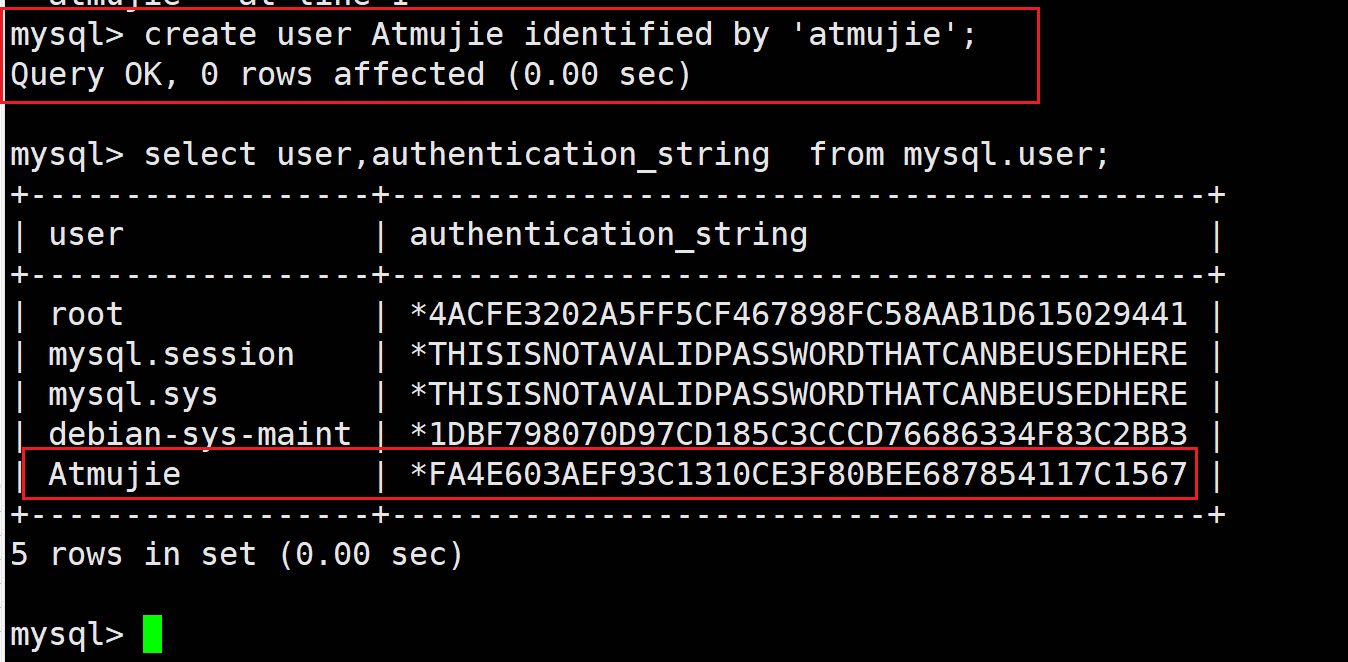 mysql> create user Atmujie identified by 'atmujie';
Query OK, 0 rows affected (0.00 sec)
mysql> select user,authentication_string  from mysql.user;
+------------------+-------------------------------------------+
| user             | authentication_string                     |
+------------------+-------------------------------------------+
| root             | *4ACFE3202A5FF5CF467898FC58AAB1D615029441 |
| mysql.session    | *THISISNOTAVALIDPASSWORDTHATCANBEUSEDHERE |
| mysql.sys        | *THISISNOTAVALIDPASSWORDTHATCANBEUSEDHERE |
| debian-sys-maint | *1DBF798070D97CD185C3CCCD76686334F83C2BB3 |
| Atmujie          | *FA4E603AEF93C1310CE3F80BEE687854117C1567 |
+------------------+-------------------------------------------+
5 rows in set (0.00 sec)
mysql>